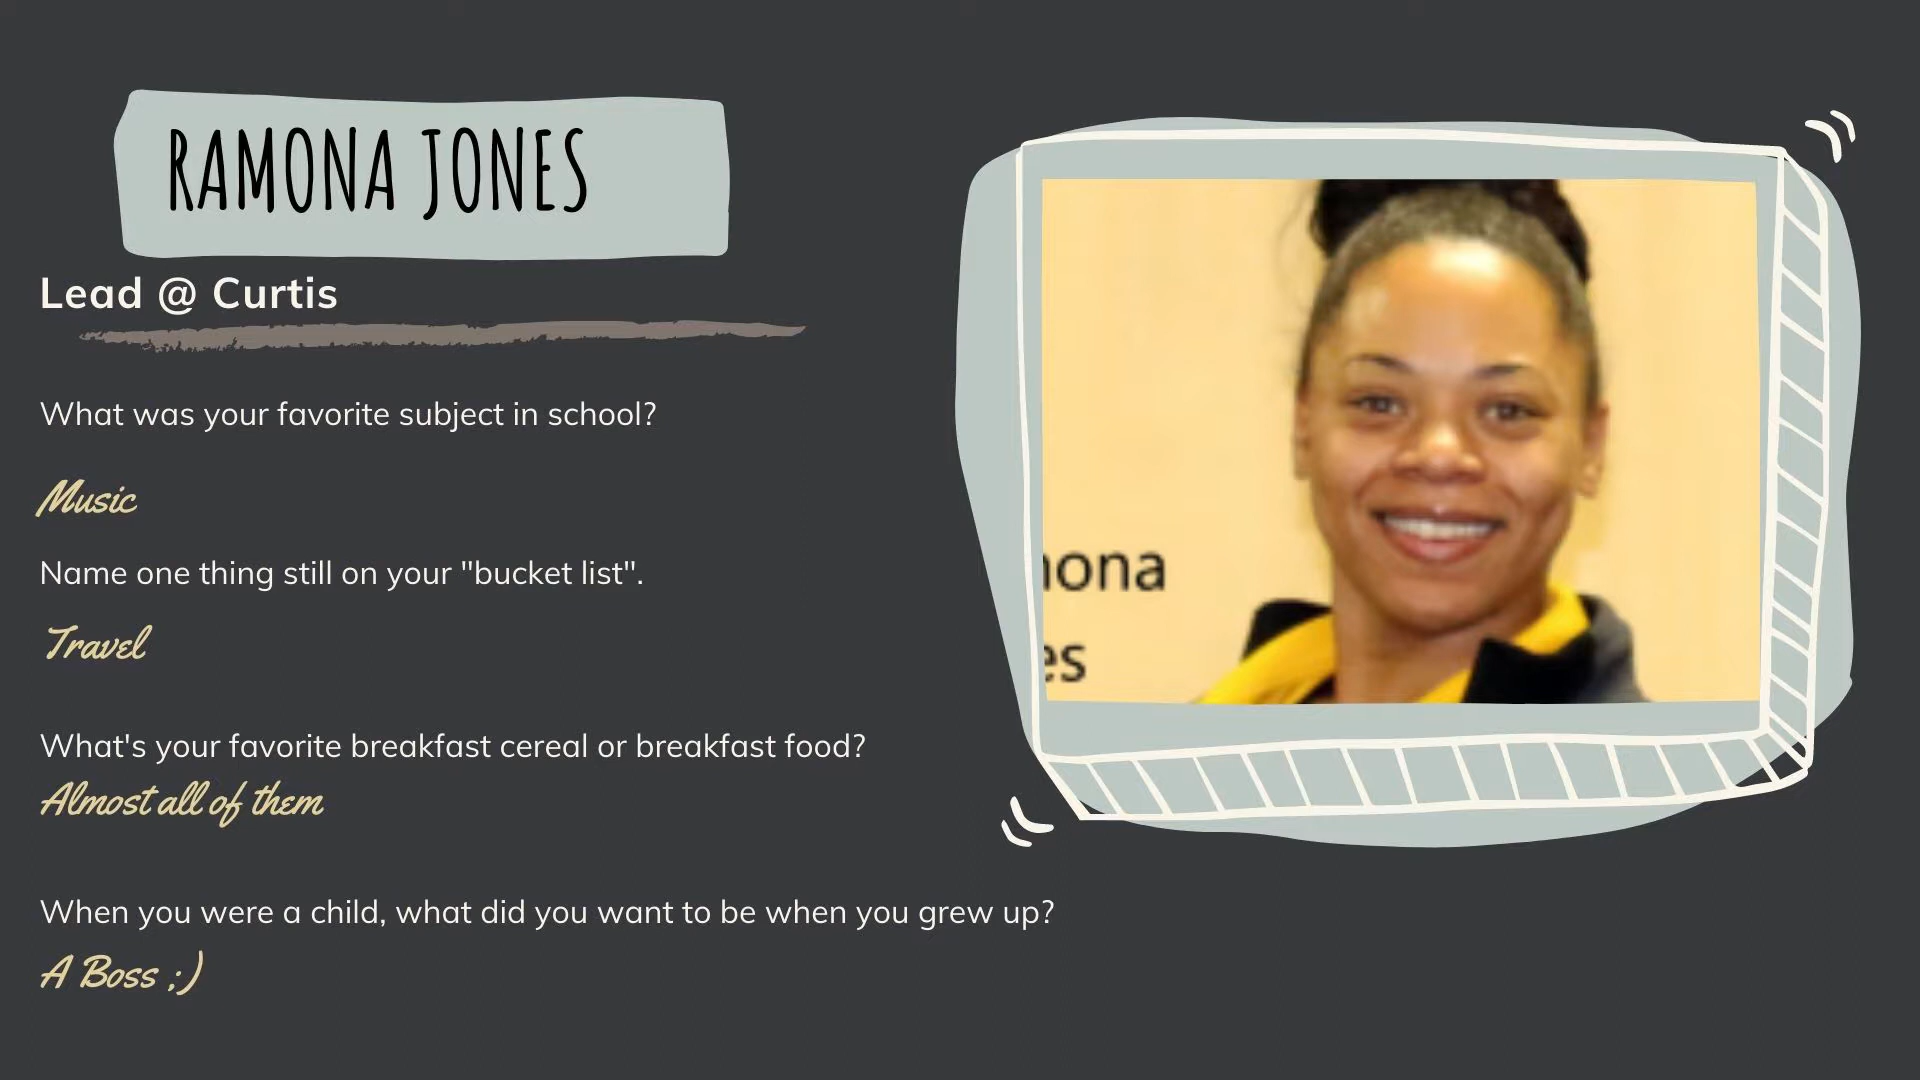 RAMONA JONES
Lead @ Curtis
What was your favorite subject in school?
Music
Name one thing still on your "bucket list".
Travel
What's your favorite breakfast cereal or breakfast food?
Almost all of them
When you were a child, what did you want to be when you grew up?
A Boss ;)
ona
es